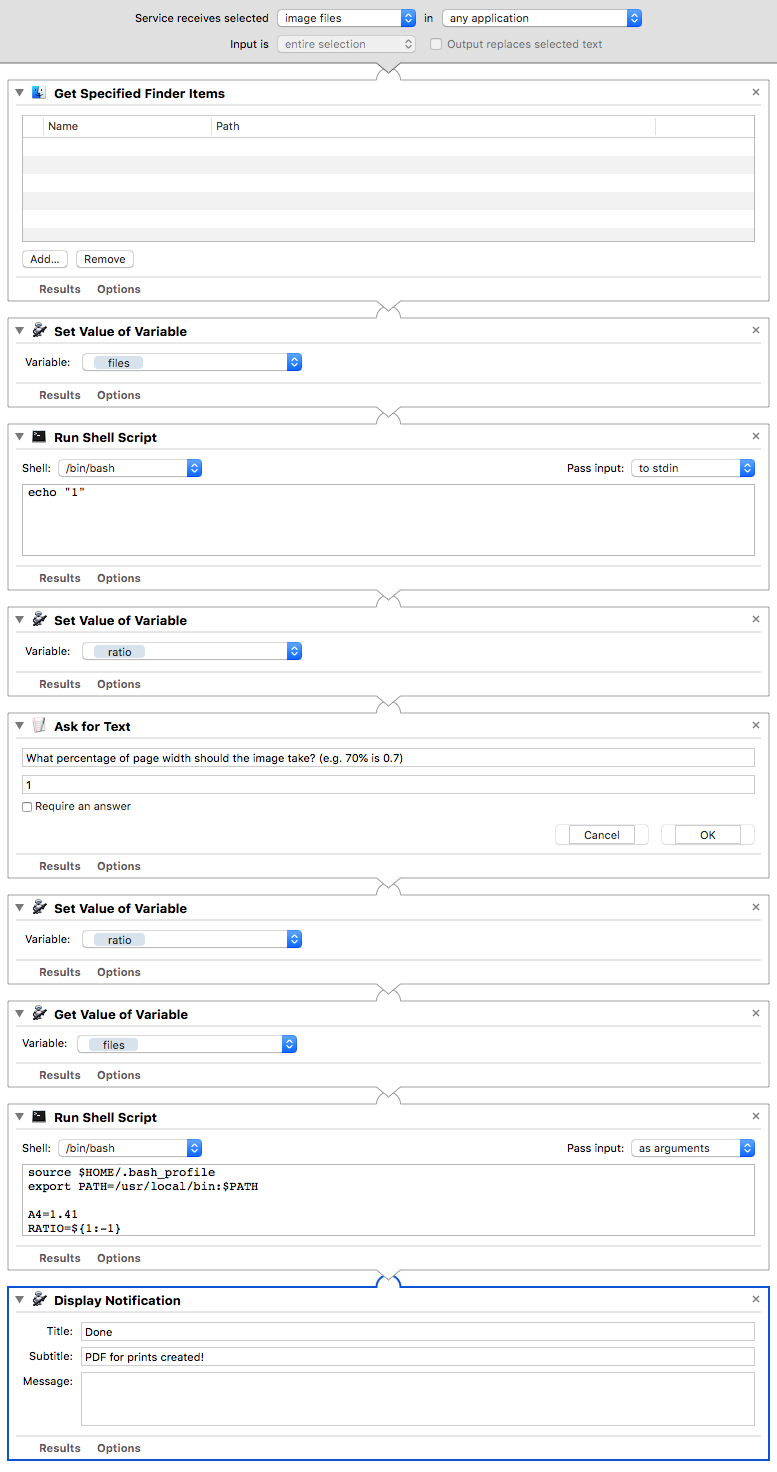 Service receives selected image files in any application
Input is entire selection Output replaces selected text
Get Specified Finder Items
Name Path
Add... Remove
Results Options
Set Value of Variable
Variable: files
Results Options
Run Shell Script
Shell: /bin/bash Pass input: to stdin
echo "1"
Results Options
Set Value of Variable
Variable: ratio
Results Options
Ask for Text
What percentage of page width should the image take? (e.g. 70% is 0.7)
1
Require an answer
Cancel OK
Results Options
Set Value of Variable
Variable: ratio
Results Options
Get Value of Variable
Variable: files
Results Options
Run Shell Script
Shell: /bin/bash Pass input: as arguments
source $HOME/.bash_profile
export PATH=/usr/local/bin:$PATH
A4=1.41
RATIO=${1:-1}
Results Options
Display Notification
Title: Done
Subtitle: PDF for prints created!
Message:
Results Options